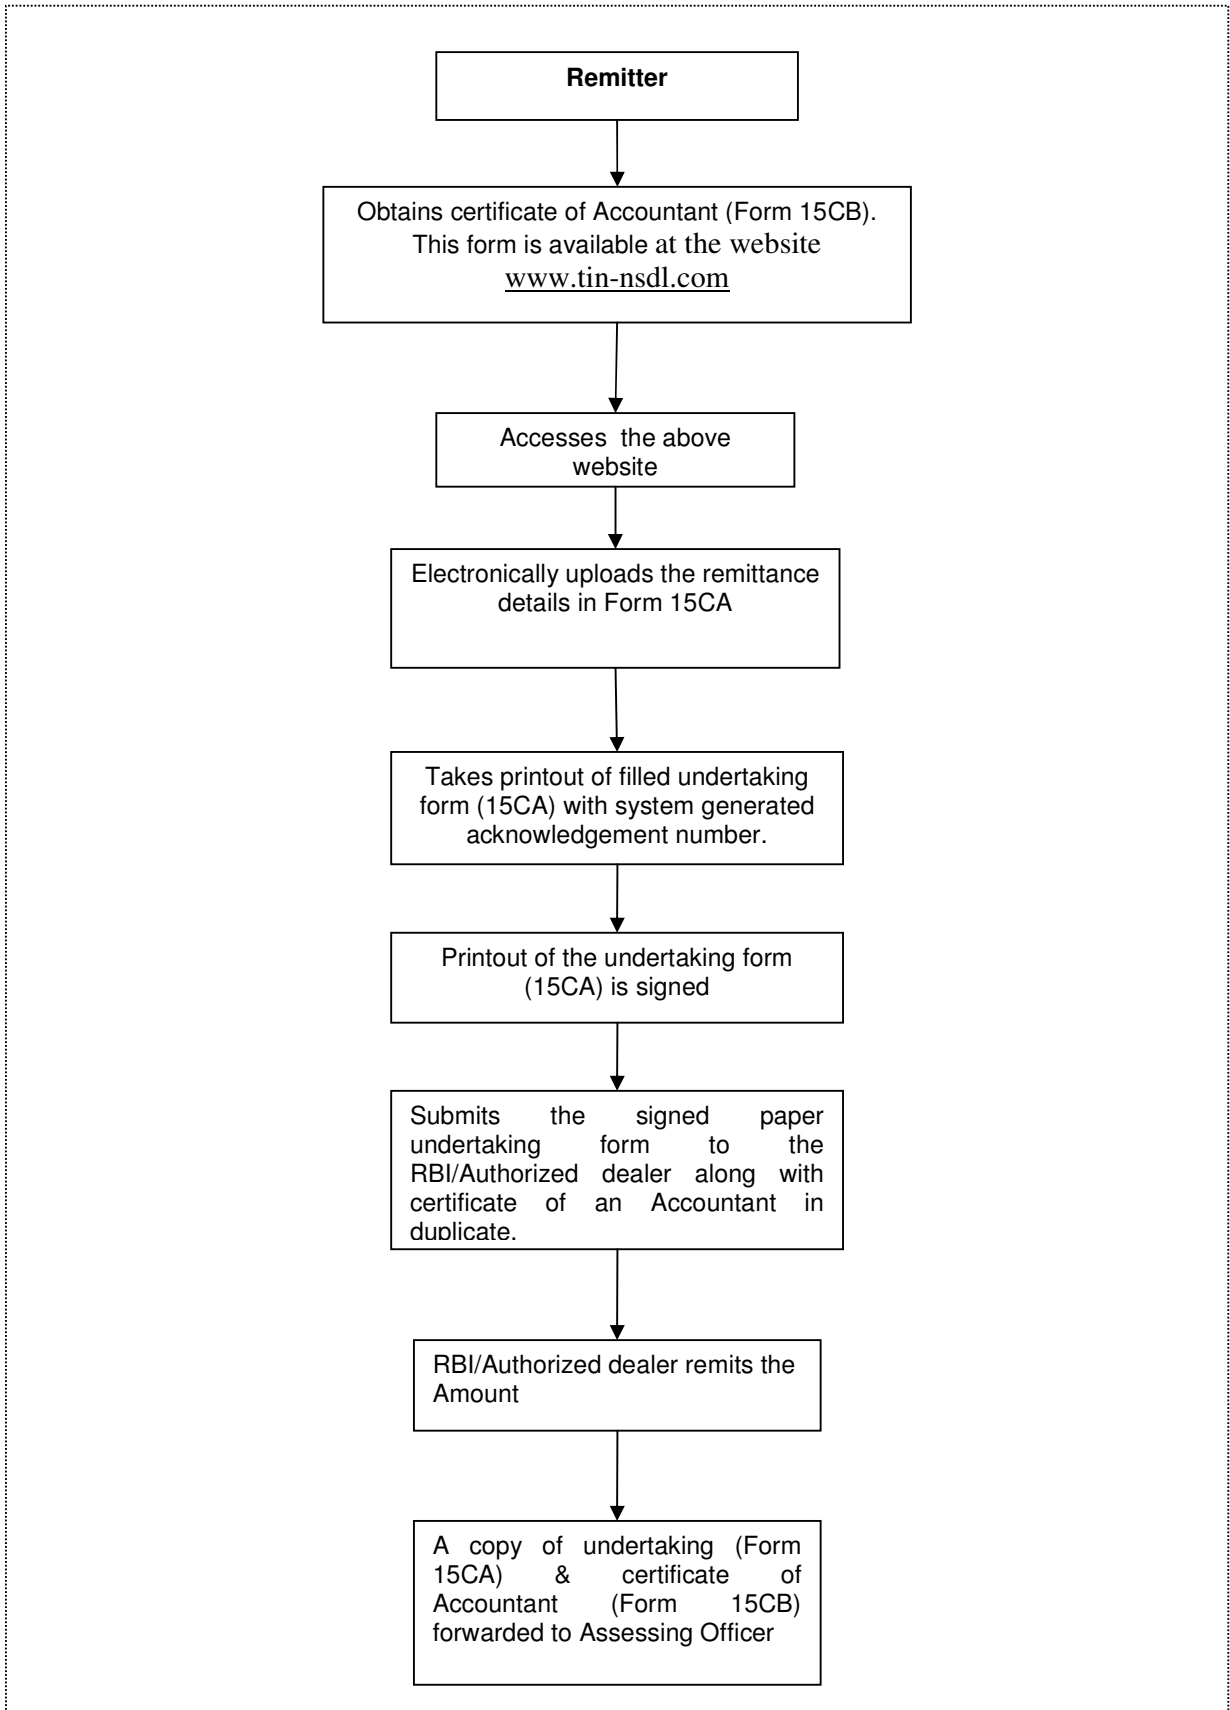 Remitter
Obtains certificate of Accountant (Form 15CB).
This form is available at the website
www.tin-nsdl.com
Accesses the above
website
Electronically uploads the remittance
details in Form 15CA
Takes printout of filled undertaking
form (15CA) with system generated
acknowledgement number.
Printout of the undertaking form
(15CA) is signed
Submits the signed paper
undertaking form to the
RBI/Authorized dealer along with
certificate of an Accountant in
duplicate.
RBI/Authorized dealer remits the
Amount
A copy of undertaking (Form
15CA) & certificate of
Accountant (Form 15CB)
forwarded to Assessing Officer